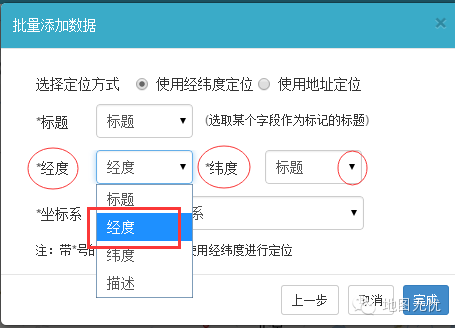 批量添加数据 ×
选择定位方式 使用经纬度定位 使用地址定位
*标题 标题 (选取某个字段作为标记的标题)
*经度 经度 *纬度 标题
标题
*坐标系 经度 系
注：带*号的 纬度 使用经纬度进行定位
描述
上一步 取消 完成
地图无忧